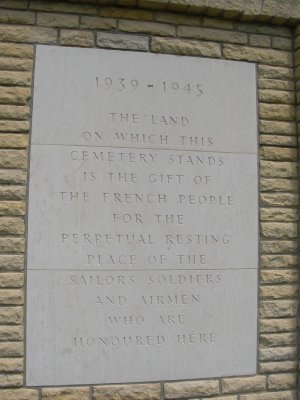 1939 - 1945
THE LAND
ON WHICH THIS
CEMETERY STANDS
IS THE GIFT OF
THE FRENCH PEOPLE
FOR THE
PERPETUAL RESTING
PLACE OF THE
SAILORS SOLDIERS
AND AIRMEN
WHO ARE
HONOURED HERE